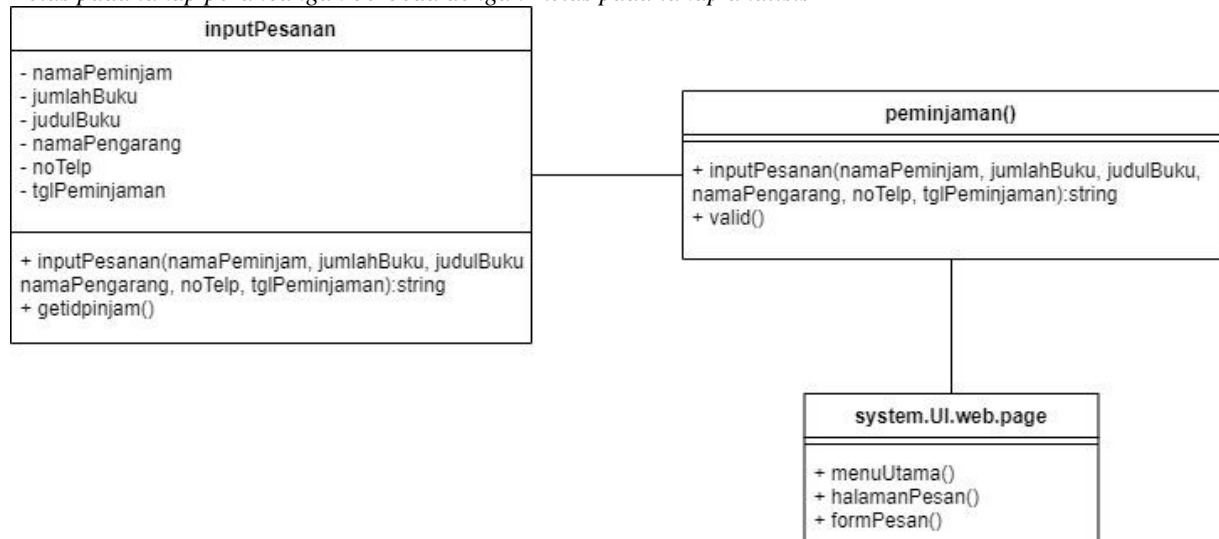 inputPesanan
- namaPeminjam
- jumlahBuku
- judulBuku
- namaPengarang
- noTelp
- tglPeminjaman
+ inputPesanan(namaPeminjam, jumlahBuku, judulBuku
namaPengarang, noTelp, tglPeminjaman):string
+ getidpinjam()
peminjaman()
+ inputPesanan(namaPeminjam, jumlahBuku, judulBuku,
namaPengarang, noTelp, tglPeminjaman):string
+ valid()
system.UI.web.page
+ menuUtama()
+ halamanPesan()
+ formPesan()